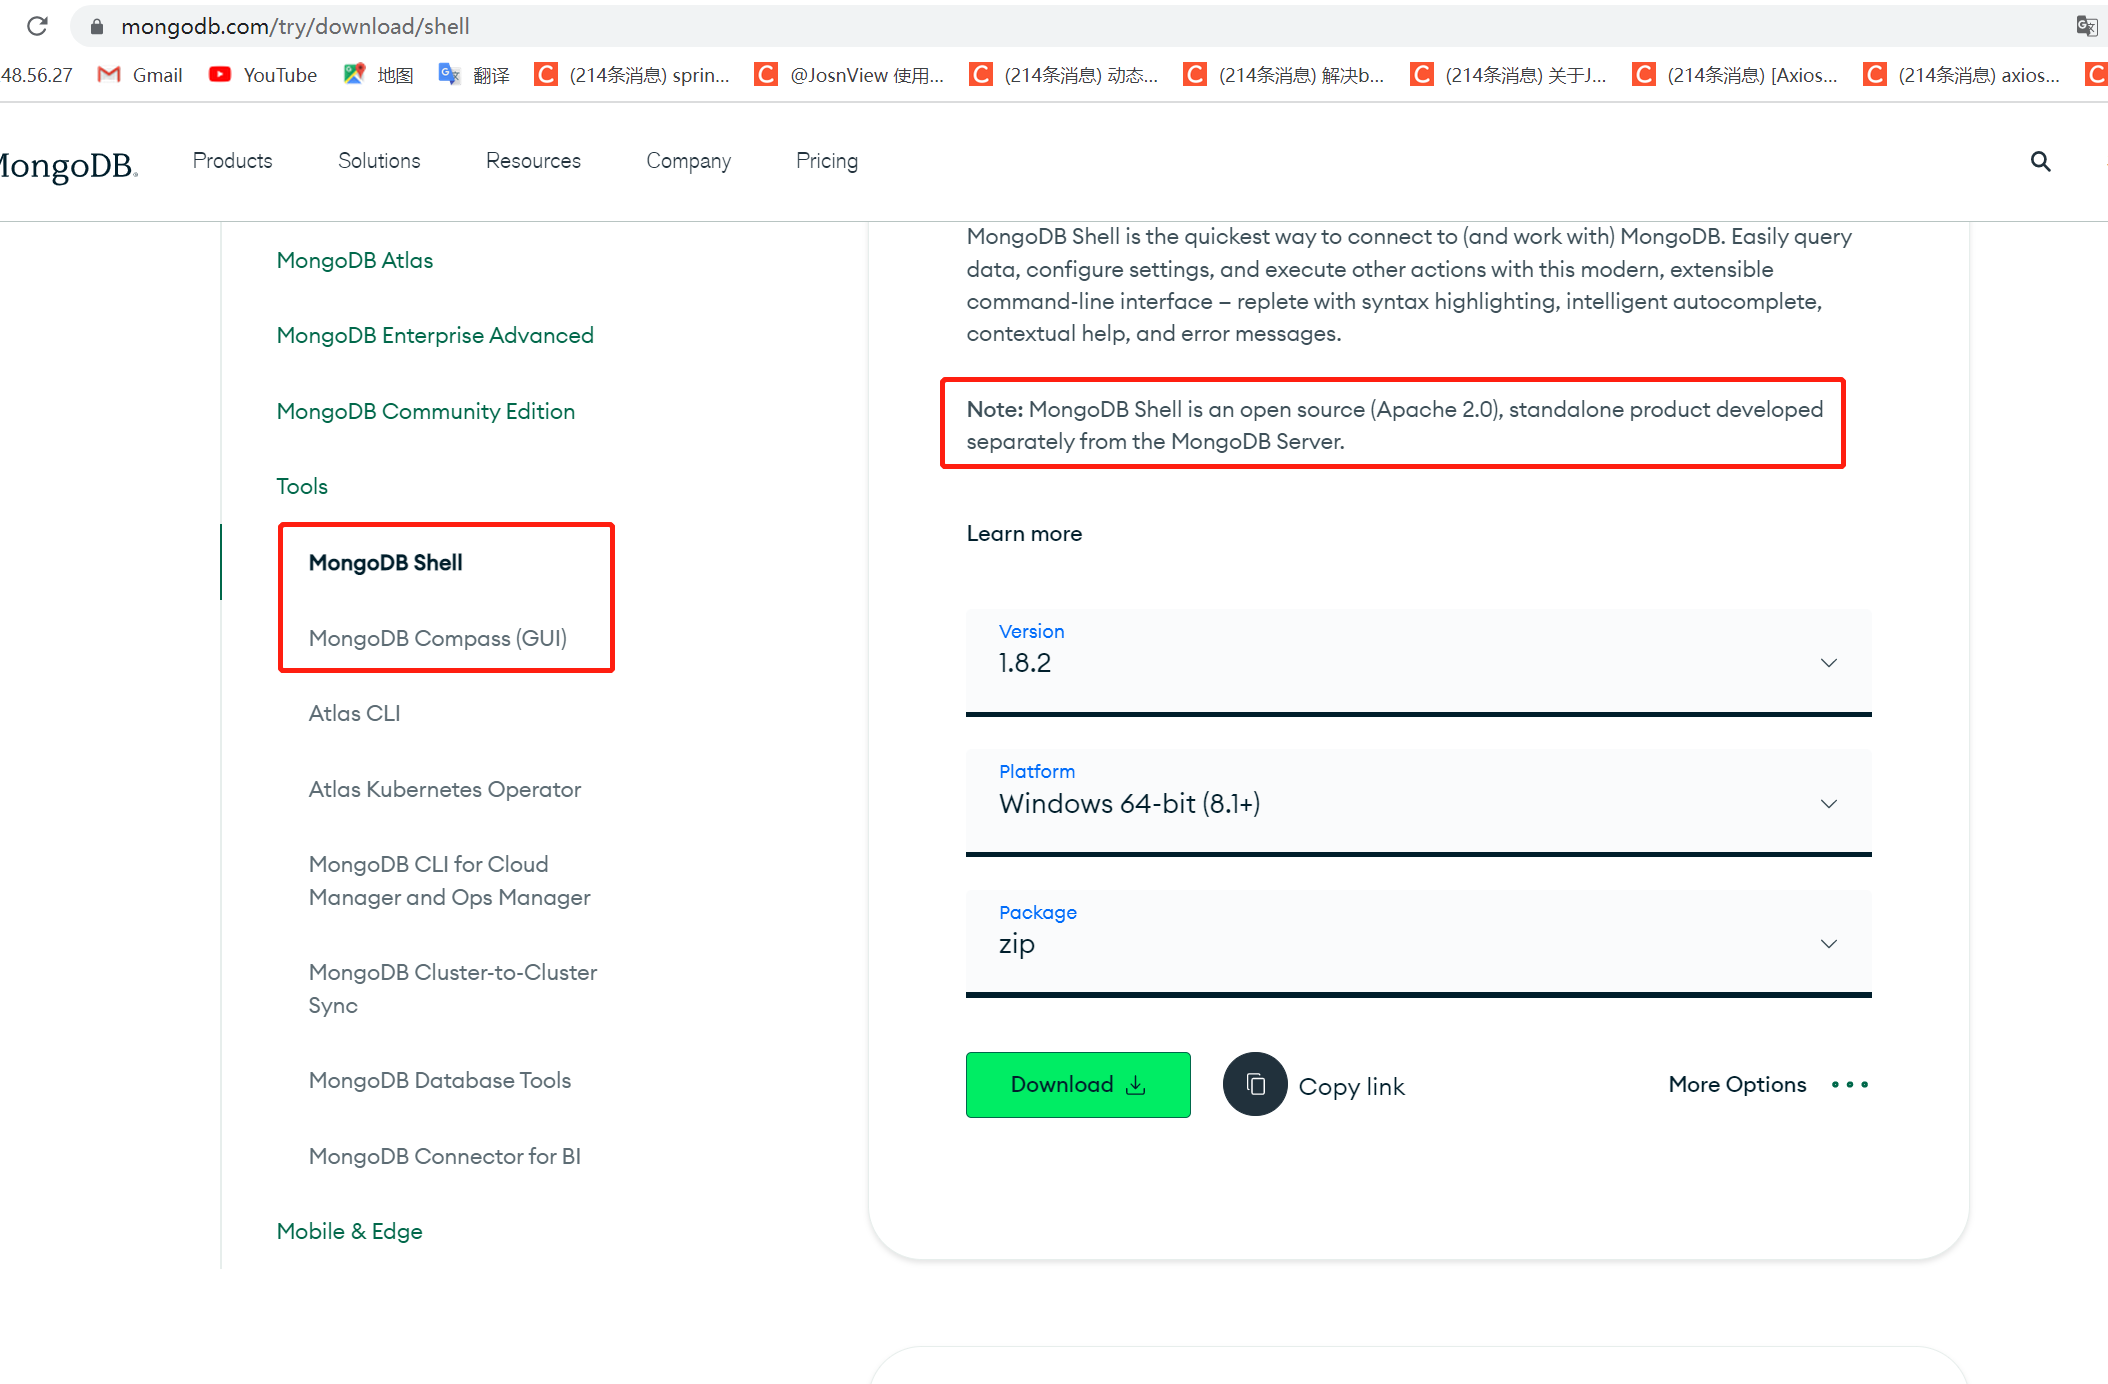 mongodb.com/try/download/shell
48.56.27 Gmail YouTube 地图 翻译 (214条消息) sprin... @JosnView 使用... (214条消息) 动态... (214条消息) 解决b... (214条消息) 关于J... (214条消息) [Axios... (214条消息) axios...
MongoDB. Products Solutions Resources Company Pricing
MongoDB Atlas
MongoDB Enterprise Advanced
MongoDB Community Edition
Tools
MongoDB Shell
MongoDB Compass (GUI)
Atlas CLI
Atlas Kubernetes Operator
MongoDB CLI for Cloud
Manager and Ops Manager
MongoDB Cluster-to-Cluster
Sync
MongoDB Database Tools
MongoDB Connector for BI
Mobile & Edge
MongoDB Shell is the quickest way to connect to (and work with) MongoDB. Easily query
data, configure settings, and execute other actions with this modern, extensible
command-line interface – replete with syntax highlighting, intelligent autocomplete,
contextual help, and error messages.
Note: MongoDB Shell is an open source (Apache 2.0), standalone product developed
separately from the MongoDB Server.
Learn more
Version
1.8.2
Platform
Windows 64-bit (8.1+)
Package
zip
Download Copy link More Options